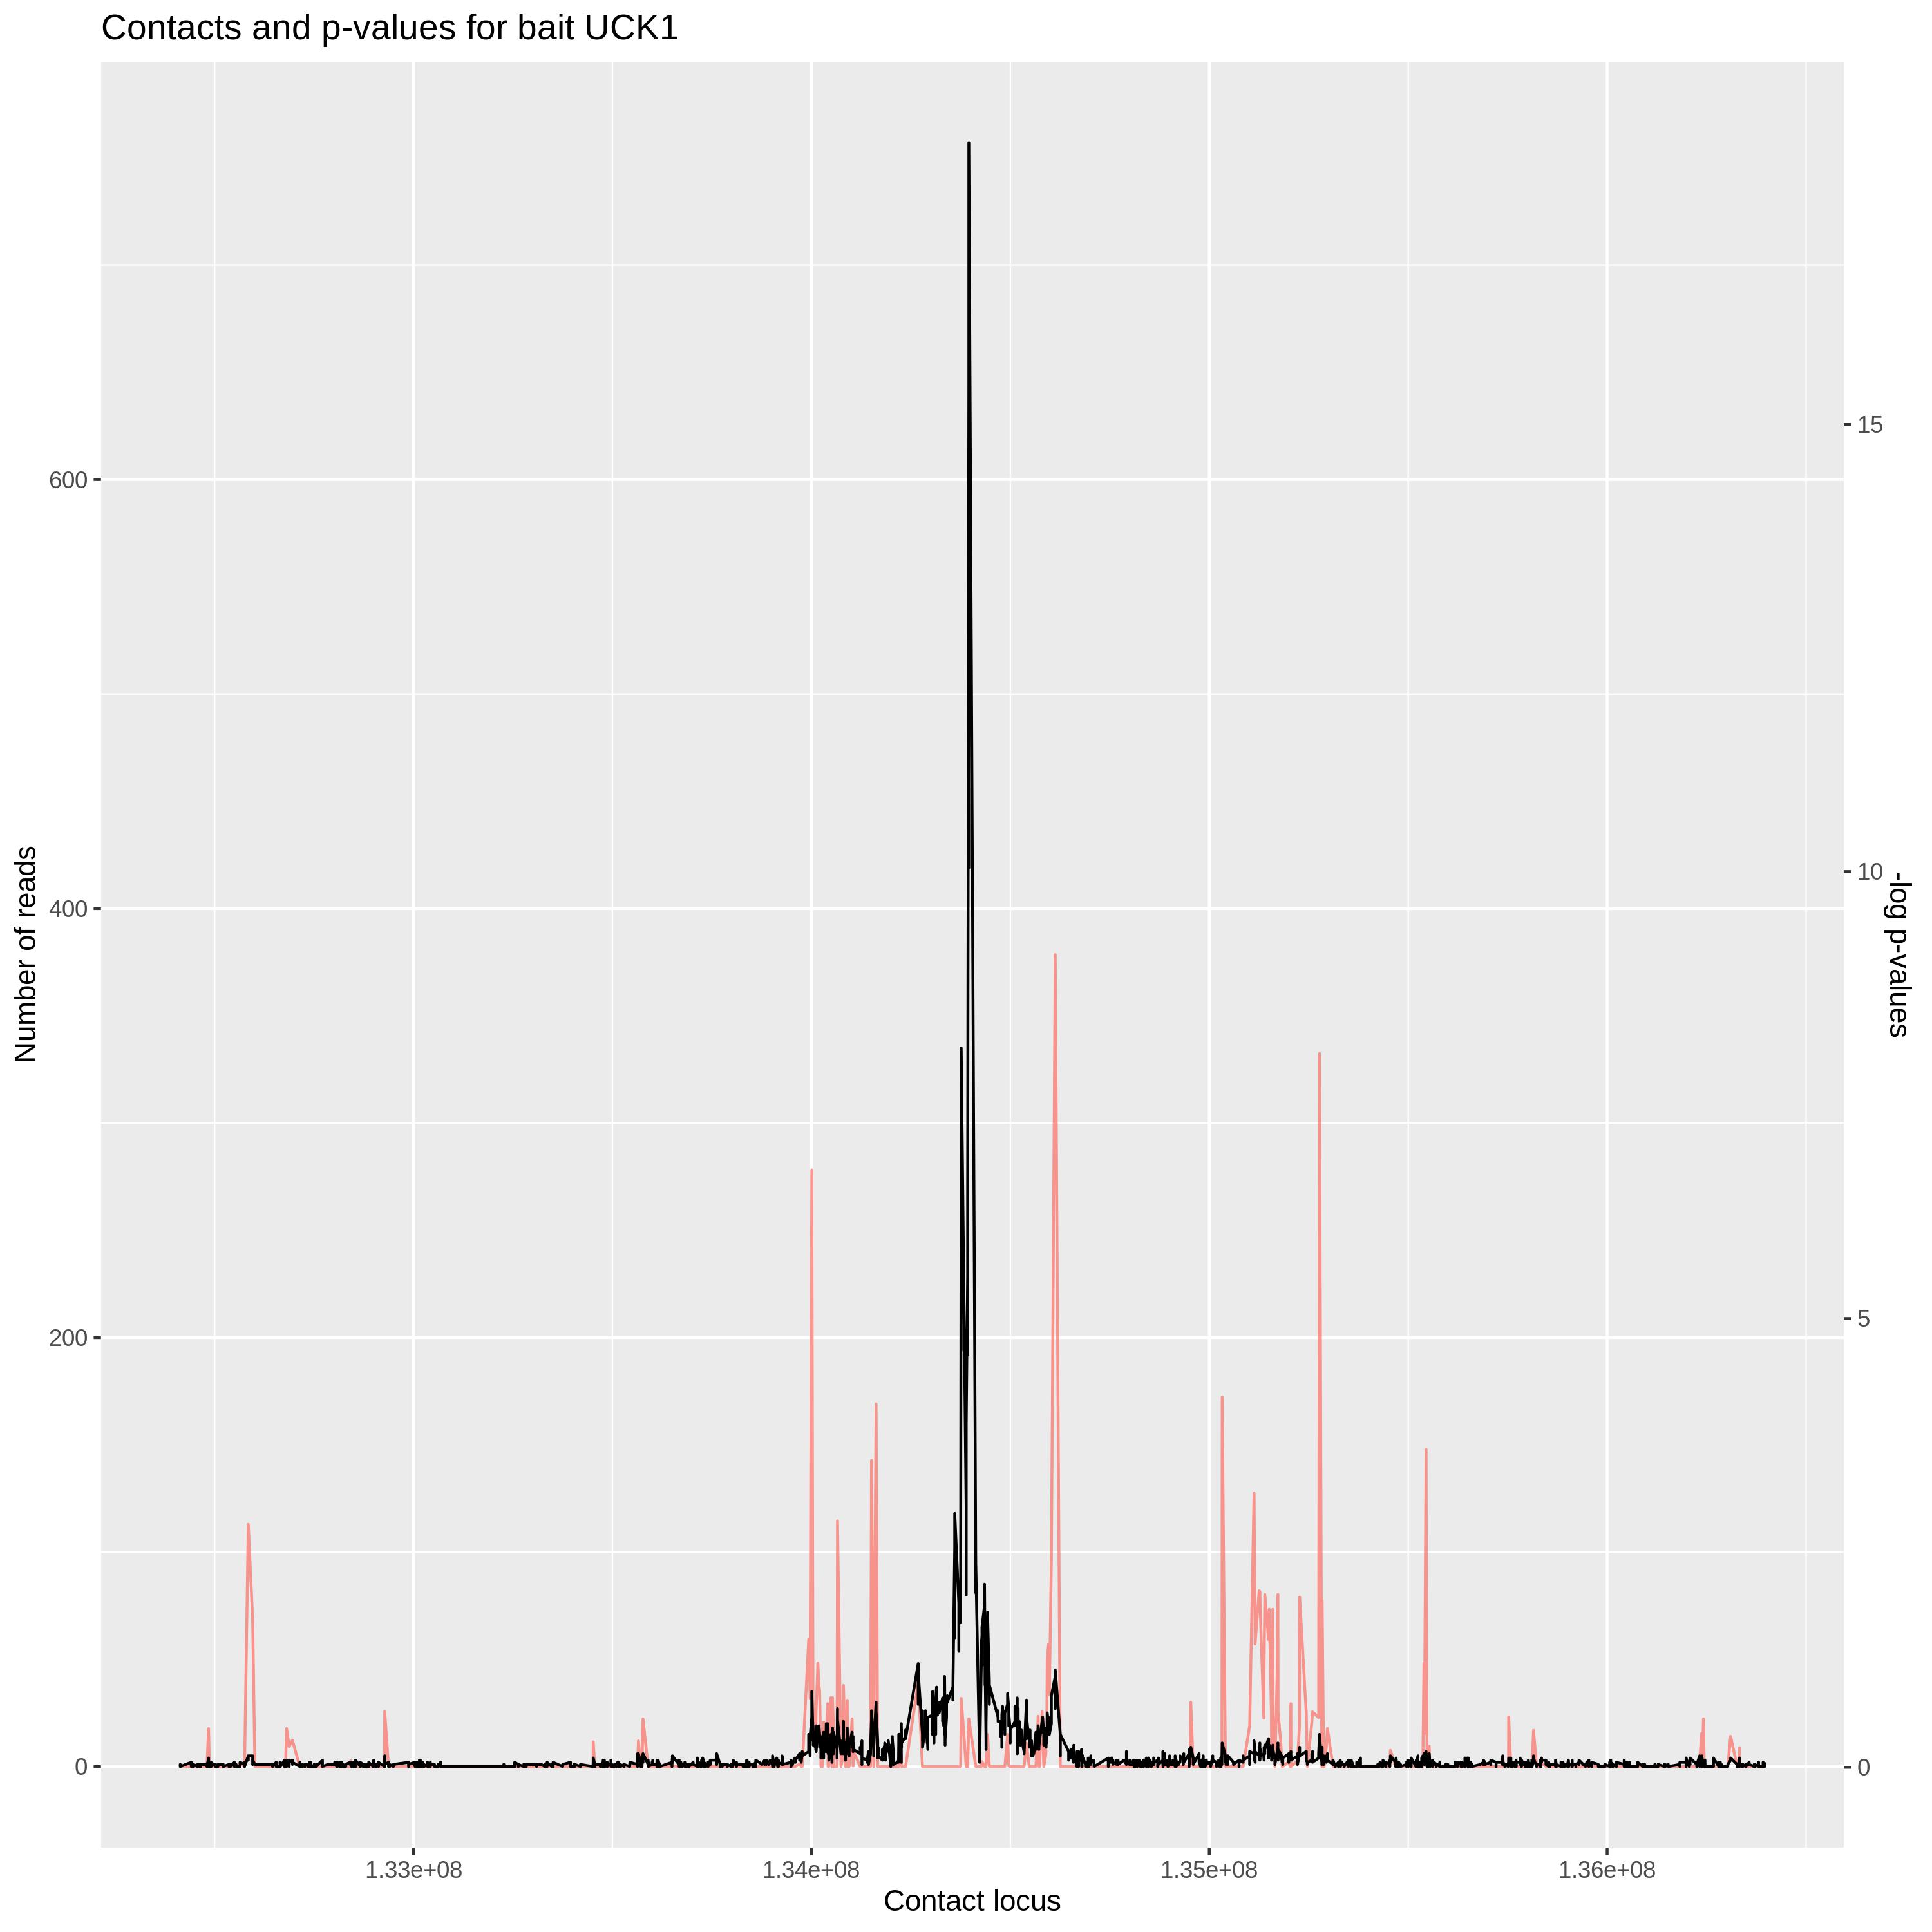 Contacts and p-values for bait UCK1
Number of reads
600
400
200
0
15
10
5
0
-log p-values
1.33e+08
1.34e+08
1.35e+08
1.36e+08
Contact locus